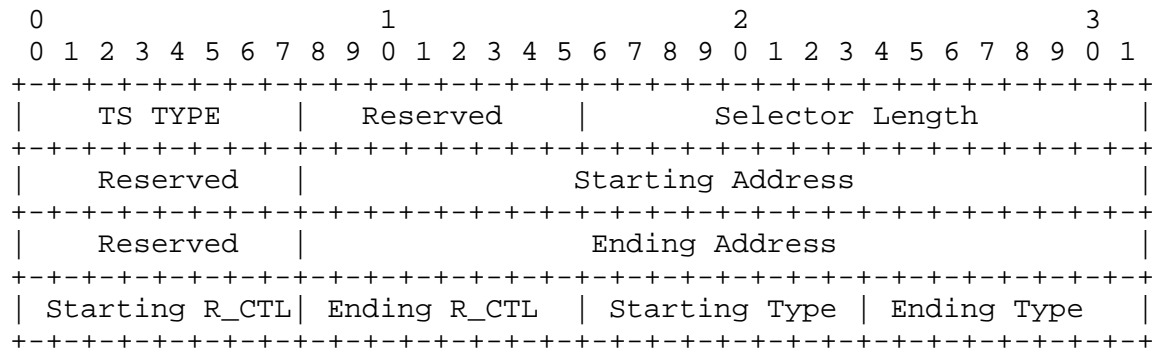 0                   1                   2                   3
 0 1 2 3 4 5 6 7 8 9 0 1 2 3 4 5 6 7 8 9 0 1 2 3 4 5 6 7 8 9 0 1
+-+-+-+-+-+-+-+-+-+-+-+-+-+-+-+-+-+-+-+-+-+-+-+-+-+-+-+-+-+-+-+-+
|    TS TYPE    |   Reserved    |       Selector Length         |
+-+-+-+-+-+-+-+-+-+-+-+-+-+-+-+-+-+-+-+-+-+-+-+-+-+-+-+-+-+-+-+-+
|    Reserved   |               Starting Address                |
+-+-+-+-+-+-+-+-+-+-+-+-+-+-+-+-+-+-+-+-+-+-+-+-+-+-+-+-+-+-+-+-+
|    Reserved   |                Ending Address                 |
+-+-+-+-+-+-+-+-+-+-+-+-+-+-+-+-+-+-+-+-+-+-+-+-+-+-+-+-+-+-+-+-+
| Starting R_CTL| Ending R_CTL  | Starting Type | Ending Type   |
+-+-+-+-+-+-+-+-+-+-+-+-+-+-+-+-+-+-+-+-+-+-+-+-+-+-+-+-+-+-+-+-+